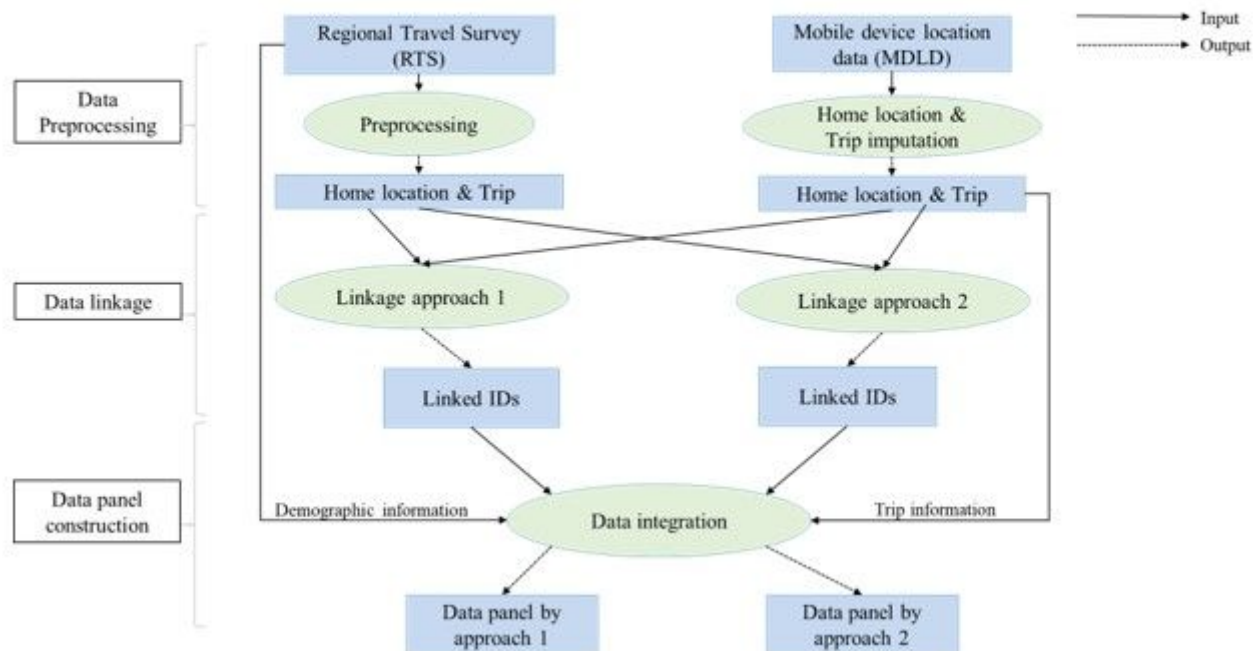 Regional Travel Survey
(RTS)
Mobile device location
data (MDLD)
Input
Output
Data
Preprocessing
Preprocessing
Home location &
Trip imputation
Home location & Trip
Home location & Trip
Data linkage
Linkage approach 1
Linkage approach 2
Linked IDs
Linked IDs
Data panel
construction
Demographic information
Data integration
Trip information
Data panel by
approach 1
Data panel by
approach 2